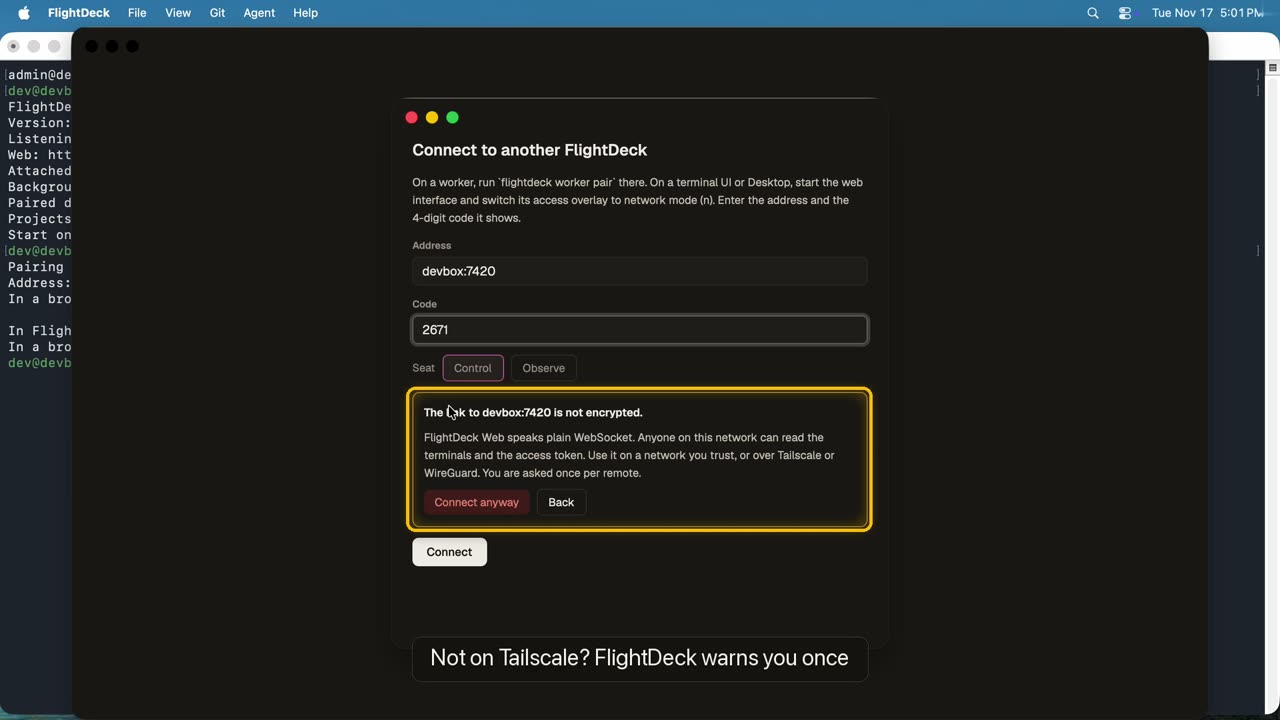 FlightDeck File View Git Agent Help Tue Nov 17 5:01 PM
[admin@de
[dev@devb
FlightDe
Version:
Listenin
Web: htt
Attached
Backgrou
Paired d
Projects
Start on
[dev@devb
Pairing
Address:
In a bro
In Fligh
In a bro
dev@devb
Connect to another FlightDeck
On a worker, run `flightdeck worker pair` there. On a terminal UI or Desktop, start the web
interface and switch its access overlay to network mode (n). Enter the address and the
4-digit code it shows.
Address
devbox:7420
Code
2671
Seat Control Observe
The link to devbox:7420 is not encrypted.
FlightDeck Web speaks plain WebSocket. Anyone on this network can read the
terminals and the access token. Use it on a network you trust, or over Tailscale or
WireGuard. You are asked once per remote.
Connect anyway Back
Connect
Not on Tailscale? FlightDeck warns you once